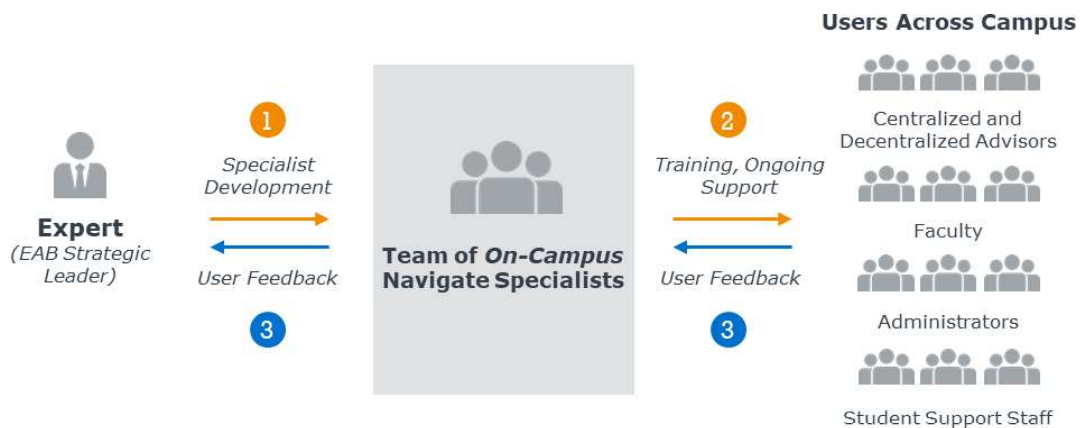 Users Across Campus
1
2
Specialist
Development
Training, Ongoing
Support
Centralized and
Decentralized Advisors
Expert
(EAB Strategic
Leader)
Team of On-Campus
Navigate Specialists
User Feedback
User Feedback
3
3
Faculty
Administrators
Student Support Staff